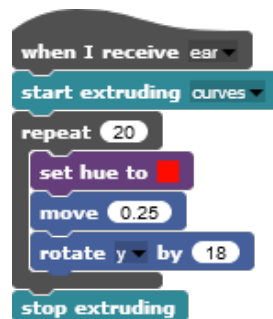 when I receive ear
start extruding curves
repeat 20
set hue to
move 0.25
rotate y by 18
stop extruding